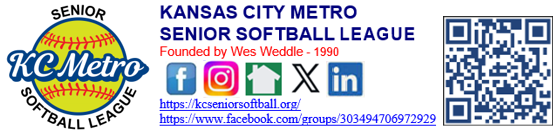 SENIOR
KC Metro
SOFTBALL LEAGUE
KANSAS CITY METRO
SENIOR SOFTBALL LEAGUE
Founded by Wes Weddle - 1990
f
X
in
https://kcseniorsoftball.org/
https://www.facebook.com/groups/303494706972929